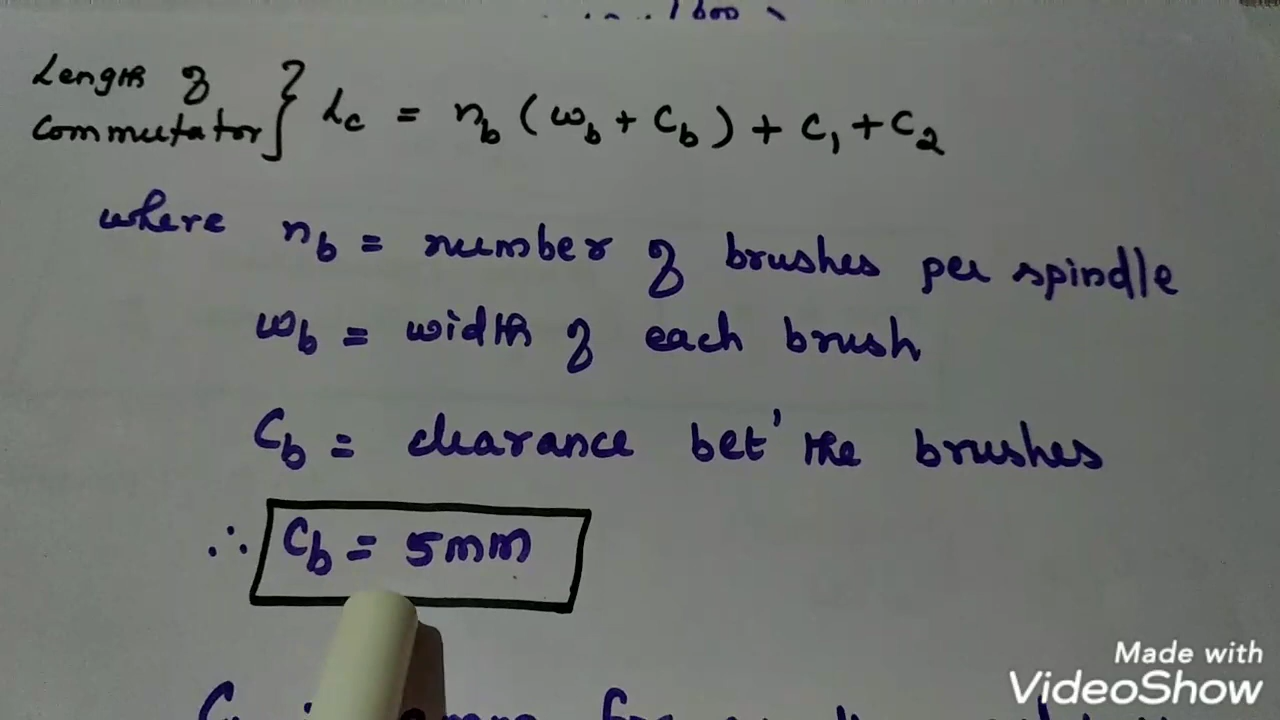 Length of
commutator } Lc = nb (wb + Cb) + C1 + C2
where nb = number of brushes per spindle
wb = width of each brush
Cb = clearance bet' the brushes
∴ Cb = 5mm
Made with
VideoShow